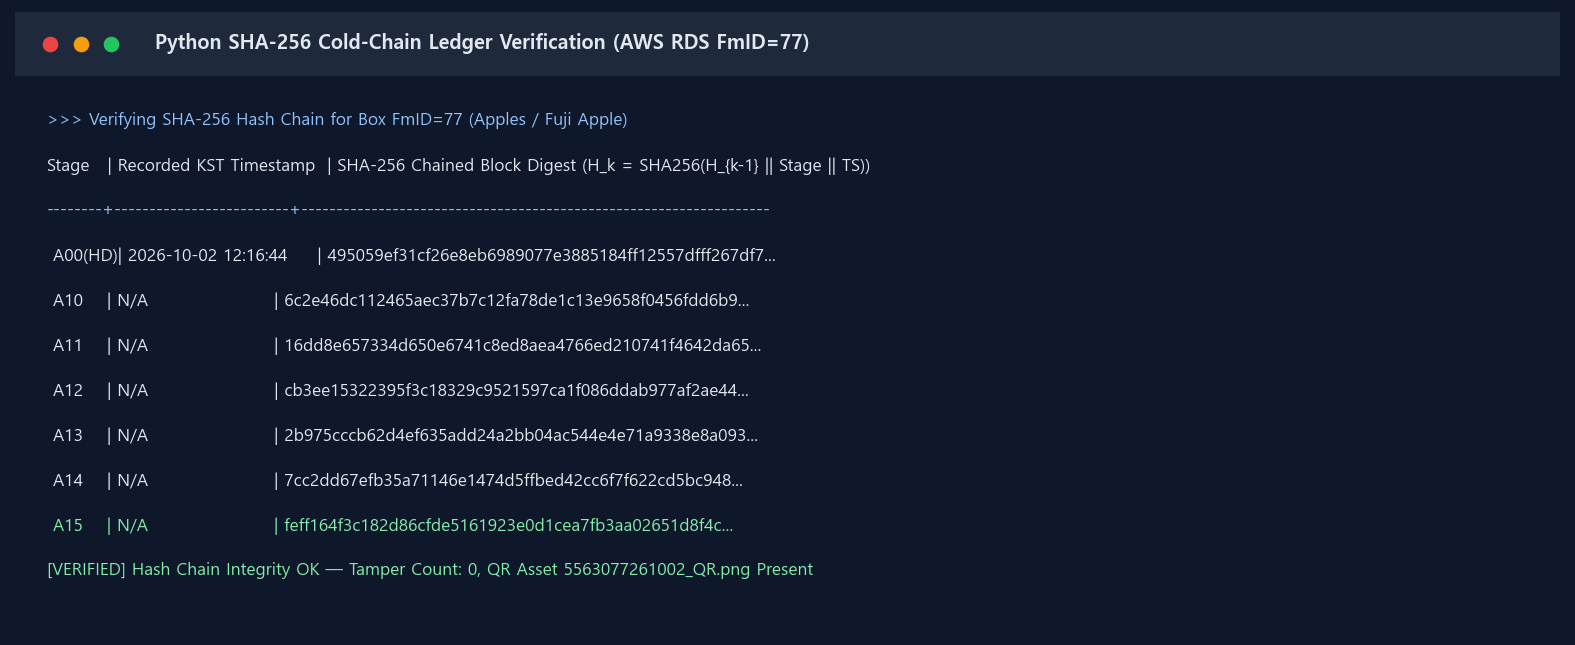 Python SHA-256 Cold-Chain Ledger Verification (AWS RDS FmID=77)
>>> Verifying SHA-256 Hash Chain for Box FmID=77 (Apples / Fuji Apple)
Stage | Recorded KST Timestamp | SHA-256 Chained Block Digest (H_k = SHA256(H_{k-1} || Stage || TS))
--------+-------------------------+-------------------------------------------------------------------
A00(HD)| 2026-10-02 12:16:44 | 495059ef31cf26e8eb6989077e3885184ff12557dfff267df7...
A10 | N/A | 6c2e46dc112465aec37b7c12fa78de1c13e9658f0456fdd6b9...
A11 | N/A | 16dd8e657334d650e6741c8ed8aea4766ed210741f4642da65...
A12 | N/A | cb3ee15322395f3c18329c9521597ca1f086ddab977af2ae44...
A13 | N/A | 2b975cccb62d4ef635add24a2bb04ac544e4e71a9338e8a093...
A14 | N/A | 7cc2dd67efb35a71146e1474d5ffbed42cc6f7f622cd5bc948...
A15 | N/A | feff164f3c182d86cfde5161923e0d1cea7fb3aa02651d8f4c...
[VERIFIED] Hash Chain Integrity OK — Tamper Count: 0, QR Asset 5563077261002_QR.png Present